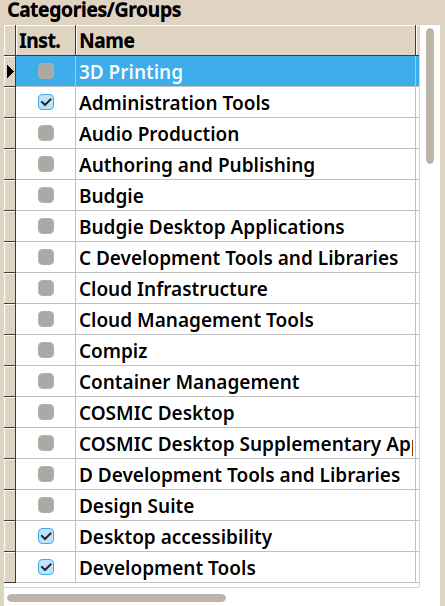 Categories/Groups
Inst. Name
3D Printing
Administration Tools
Audio Production
Authoring and Publishing
Budgie
Budgie Desktop Applications
C Development Tools and Libraries
Cloud Infrastructure
Cloud Management Tools
Compiz
Container Management
COSMIC Desktop
COSMIC Desktop Supplementary
D Development Tools and Libraries
Design Suite
Desktop accessibility
Development Tools